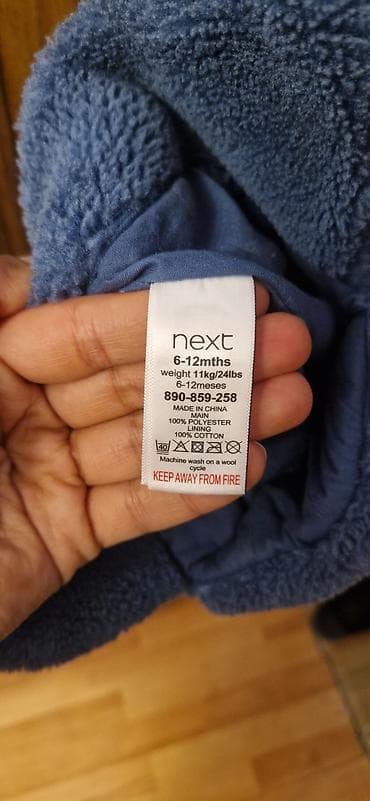 next
6-12mths
weight 11kg/24lbs
6-12meses
890-859-258
MADE IN CHINA
MAIN
100% POLYESTER
LINING
100% COTTON
40
Machine wash on a wool
cycle
KEEP AWAY FROM FIRE